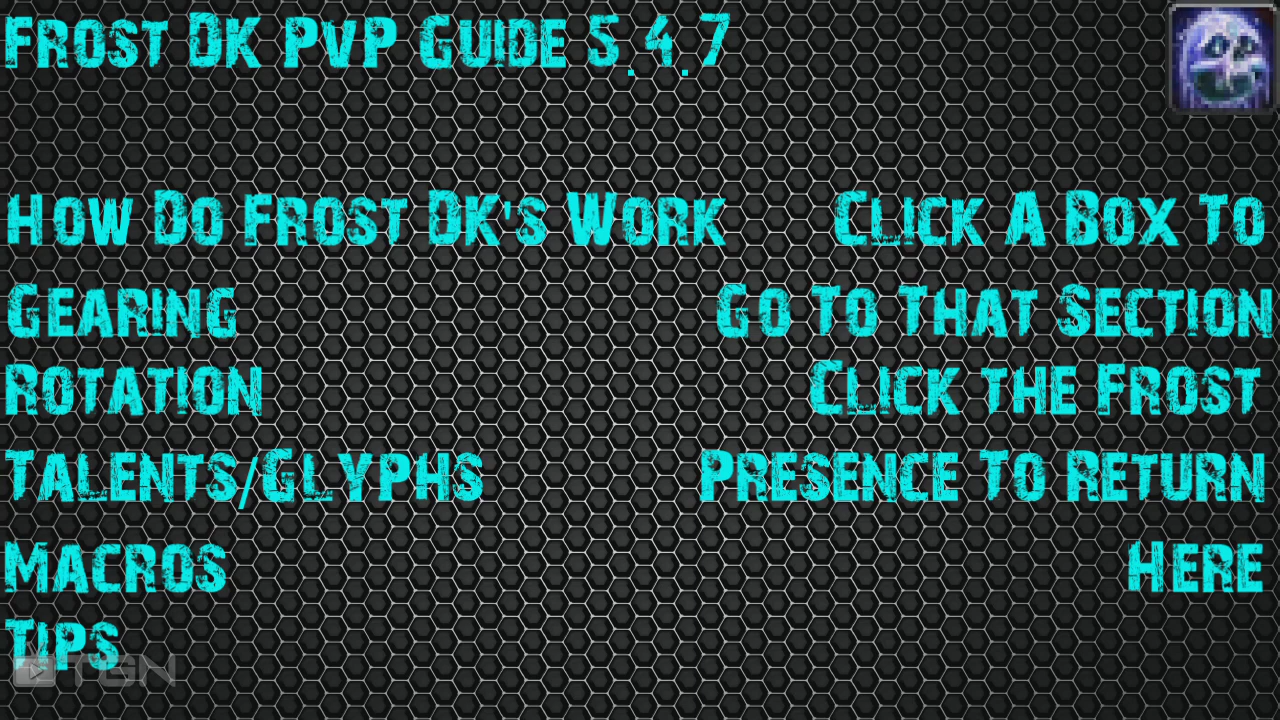 Frost Dk PvP Guide 5.4.7
How Do Frost Dk's Work
Gearing
Rotation
Talents/Glyphs
Macros
Tips
Click A Box To
Go To That Section
Click the Frost
Presence To Return
Here
TGN